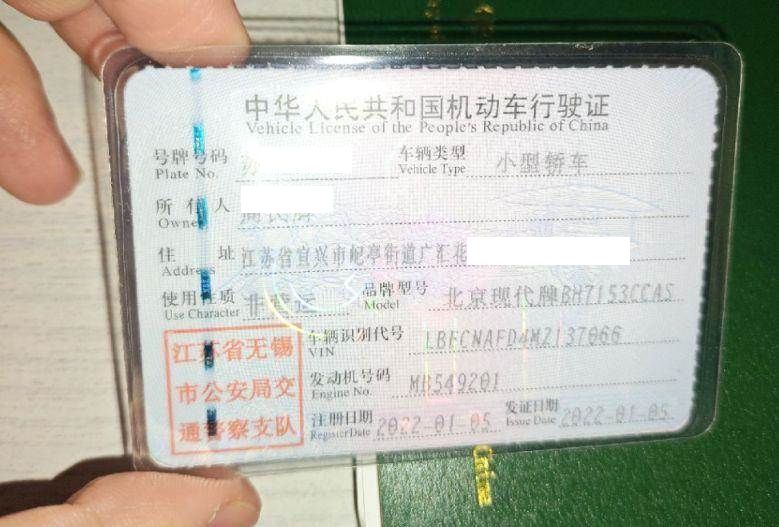 中华人民共和国机动车行驶证
Vehicle License of the People's Republic of China
号牌号码 苏
Plate No.
车辆类型 小型轿车
Vehicle Type
所有人
Owner
住址 江苏省宜兴市屺亭街道广汇花
Address
使用性质 非营运
Use Character
品牌型号 北京现代牌BH7153CCAS
Model
车辆识别代号 LBECNAFD4MZ137066
VIN
发动机号码 MB549201
Engine No.
注册日期 2022-01-05
Register Date
发证日期 2022-01-05
Issue Date
江苏省无锡
市公安局交
通警察支队
China